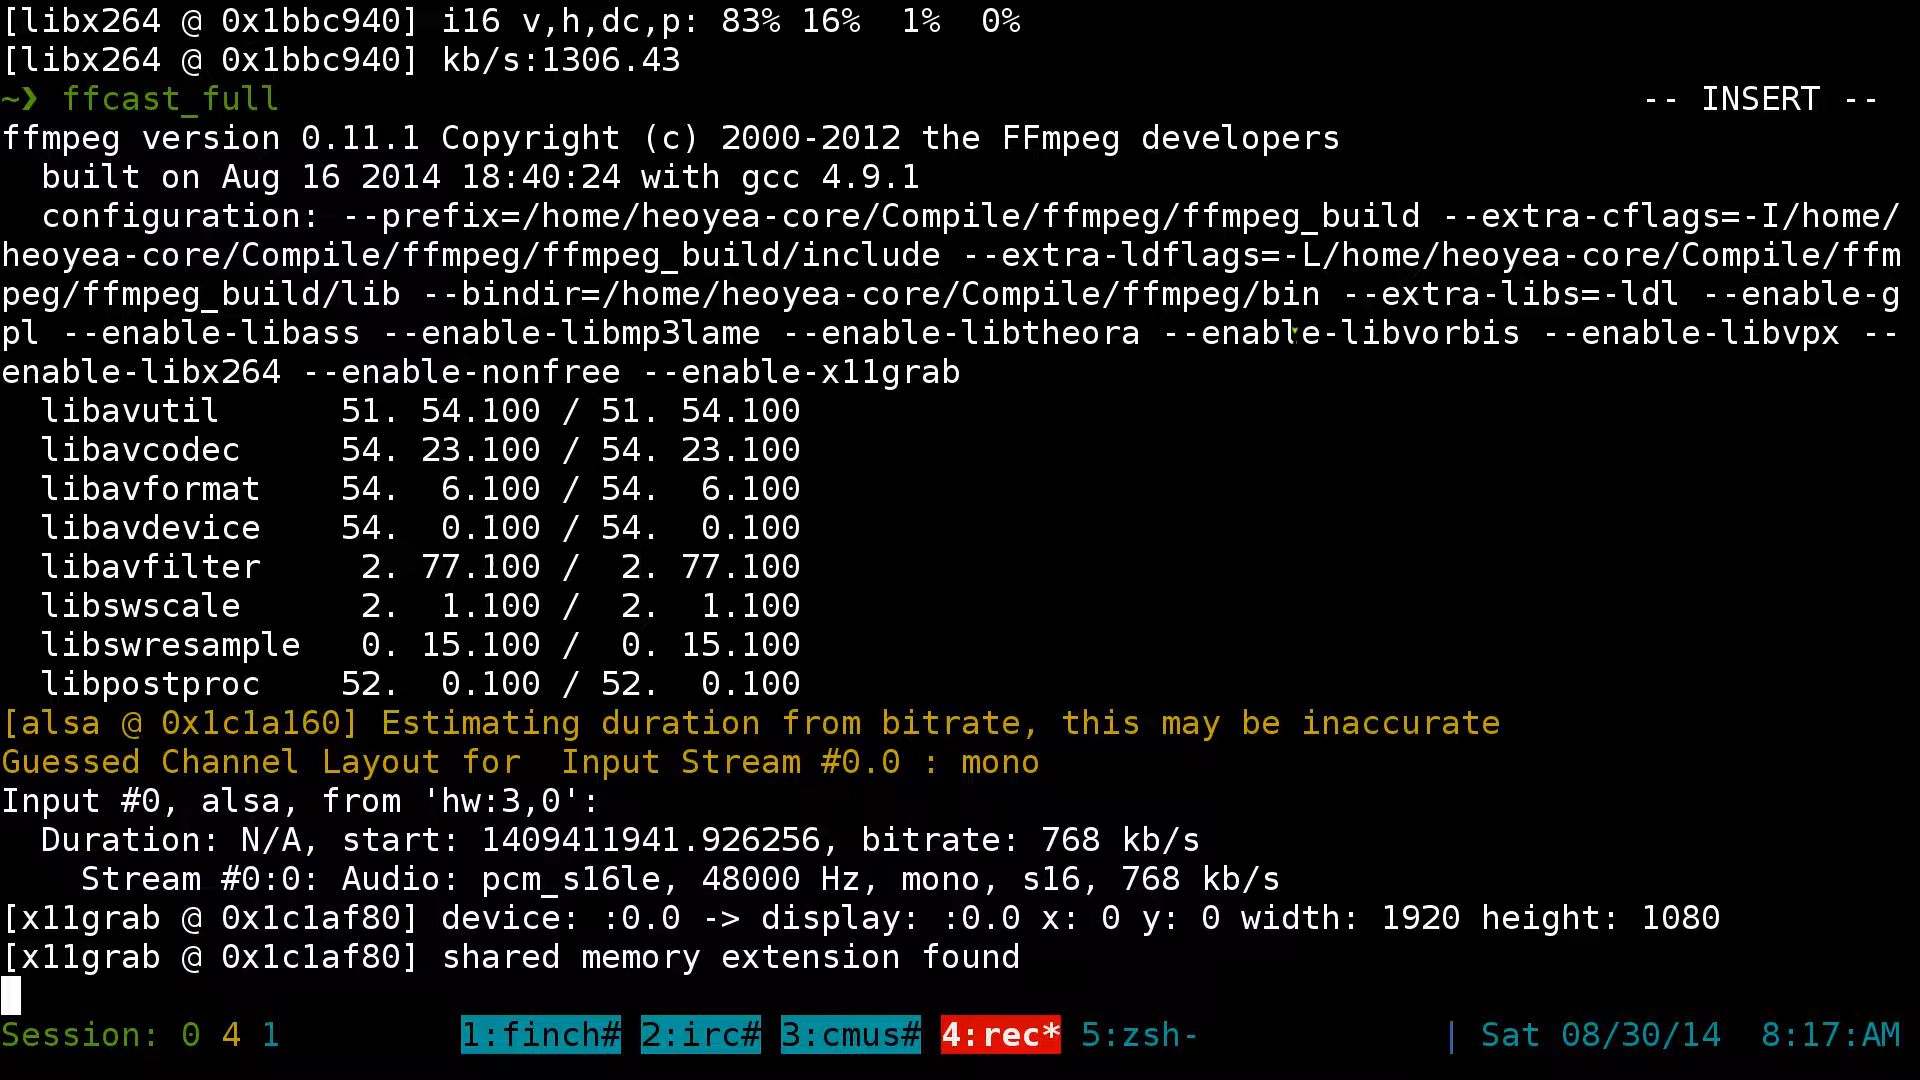 [libx264 @ 0x1bbc940] i16 v,h,dc,p: 83% 16%  1%  0%
[libx264 @ 0x1bbc940] kb/s:1306.43
~❯ ffcast_full -- INSERT --
ffmpeg version 0.11.1 Copyright (c) 2000-2012 the FFmpeg developers
  built on Aug 16 2014 18:40:24 with gcc 4.9.1
  configuration: --prefix=/home/heoyea-core/Compile/ffmpeg/ffmpeg_build --extra-cflags=-I/home/
heoyea-core/Compile/ffmpeg/ffmpeg_build/include --extra-ldflags=-L/home/heoyea-core/Compile/ffm
peg/ffmpeg_build/lib --bindir=/home/heoyea-core/Compile/ffmpeg/bin --extra-libs=-ldl --enable-g
pl --enable-libass --enable-libmp3lame --enable-libtheora --enable-libvorbis --enable-libvpx --
enable-libx264 --enable-nonfree --enable-x11grab
  libavutil      51. 54.100 / 51. 54.100
  libavcodec     54. 23.100 / 54. 23.100
  libavformat    54.  6.100 / 54.  6.100
  libavdevice    54.  0.100 / 54.  0.100
  libavfilter     2. 77.100 /  2. 77.100
  libswscale      2.  1.100 /  2.  1.100
  libswresample   0. 15.100 /  0. 15.100
  libpostproc    52.  0.100 / 52.  0.100
[alsa @ 0x1c1a160] Estimating duration from bitrate, this may be inaccurate
Guessed Channel Layout for  Input Stream #0.0 : mono
Input #0, alsa, from 'hw:3,0':
  Duration: N/A, start: 1409411941.926256, bitrate: 768 kb/s
    Stream #0:0: Audio: pcm_s16le, 48000 Hz, mono, s16, 768 kb/s
[x11grab @ 0x1c1af80] device: :0.0 -> display: :0.0 x: 0 y: 0 width: 1920 height: 1080
[x11grab @ 0x1c1af80] shared memory extension found
Session: 0 4 1 1:finch# 2:irc# 3:cmus# 4:rec* 5:zsh- | Sat 08/30/14  8:17:AM